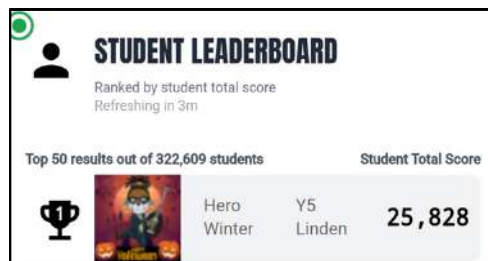 STUDENT LEADERBOARD
Ranked by student total score
Refreshing in 3m
Top 50 results out of 322,609 students Student Total Score
1
Hero Y5 25,828
Winter Linden